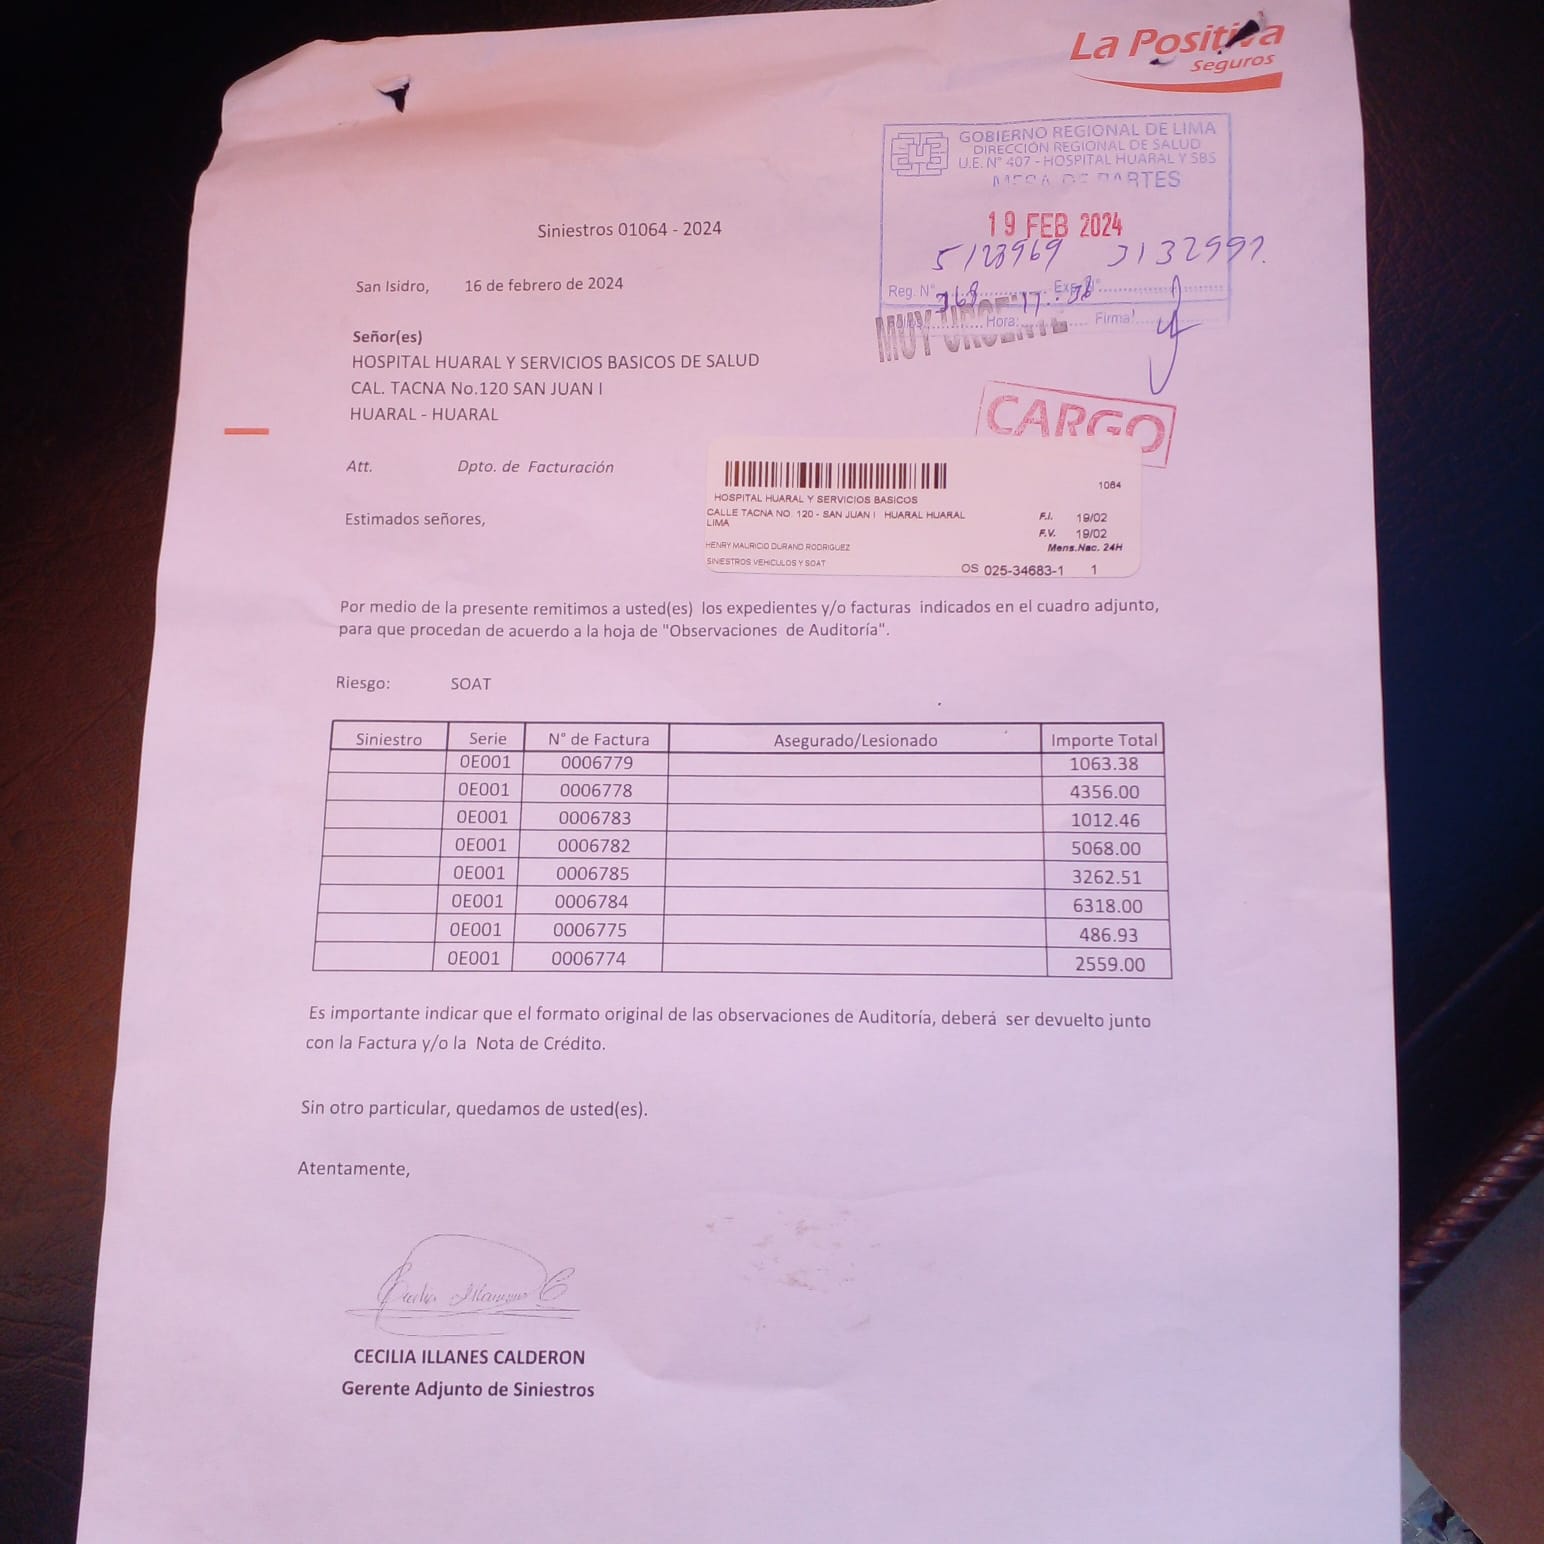 La Positiva
Seguros
GOBIERNO REGIONAL DE LIMA
DIRECCIÓN REGIONAL DE SALUD
U.E. N° 407 - HOSPITAL HUARAL Y SBS
MESA DE PARTES
19 FEB 2024
5123969 3132997.
Reg. N° Exp. N°
Hora: Firma:
MUY URGENTE
CARGO
Siniestros 01064 - 2024
San Isidro, 16 de febrero de 2024
Señor(es)
HOSPITAL HUARAL Y SERVICIOS BASICOS DE SALUD
CAL. TACNA No.120 SAN JUAN I
HUARAL - HUARAL
Att. Dpto. de Facturación
1064
HOSPITAL HUARAL Y SERVICIOS BASICOS
CALLE TACNA NO. 120 - SAN JUAN I HUARAL HUARAL
LIMA
F.I. 19/02
F.V. 19/02
HENRY MAURICIO DURAND RODRIGUEZ
Mens.Nac. 24H
SINIESTROS VEHICULOS Y SOAT
OS 025-34683-1 1
Estimados señores,
Por medio de la presente remitimos a usted(es) los expedientes y/o facturas indicados en el cuadro adjunto,
para que procedan de acuerdo a la hoja de "Observaciones de Auditoría".
Riesgo: SOAT
Siniestro Serie N° de Factura Asegurado/Lesionado Importe Total
0E001 0006779 1063.38
0E001 0006778 4356.00
0E001 0006783 1012.46
0E001 0006782 5068.00
0E001 0006785 3262.51
0E001 0006784 6318.00
0E001 0006775 486.93
0E001 0006774 2559.00
Es importante indicar que el formato original de las observaciones de Auditoría, deberá ser devuelto junto
con la Factura y/o la Nota de Crédito.
Sin otro particular, quedamos de usted(es).
Atentamente,
CECILIA ILLANES CALDERON
Gerente Adjunto de Siniestros